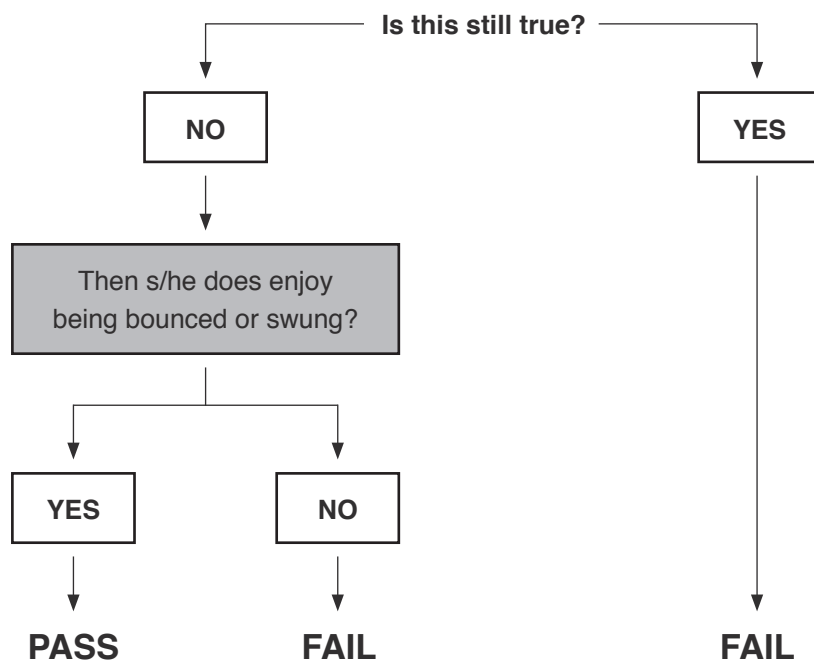 Is this still true?
NO
YES
Then s/he does enjoy
being bounced or swung?
YES
NO
PASS
FAIL
FAIL